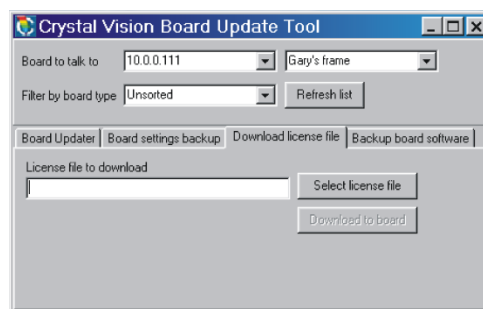 Crystal Vision Board Update Tool
Board to talk to 10.0.0.111 Gary's frame
Filter by board type Unsorted Refresh list
Board Updater Board settings backup Download license file Backup board software
License file to download
Select license file
Download to board